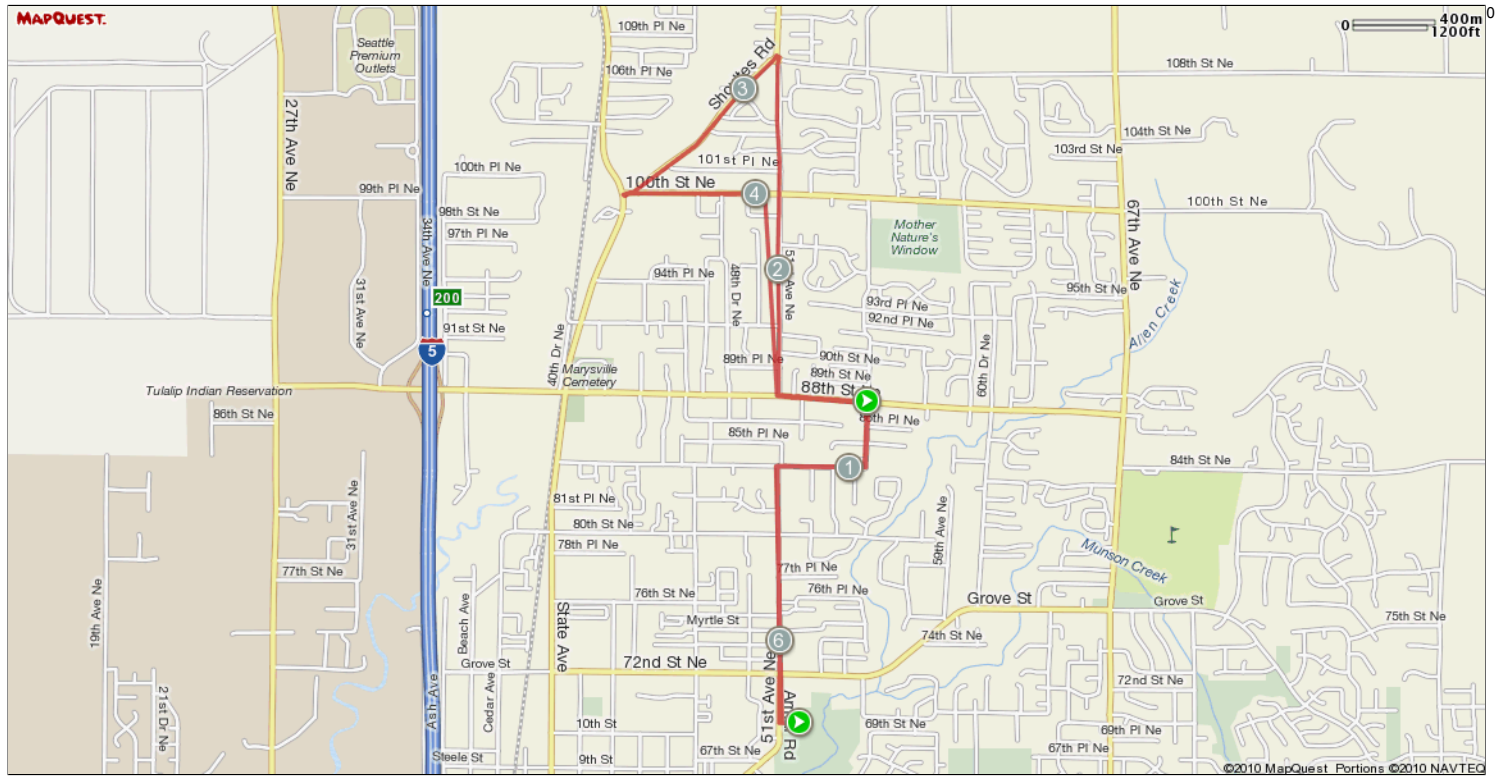 MAPQUEST.
0
400m
1200ft
0
109th Pl Ne
Seattle
Premium
Outlets
106th Pl Ne
Shoultes Rd
108th St Ne
3
27th Ave Ne
104th St Ne
103rd St Ne
101st Pl Ne
100th Pl Ne
99th Pl Ne
100th St Ne
4
100th St Ne
98th St Ne
97th Pl Ne
34th Ave Ne
Mother
Nature's
Window
67th Ave Ne
94th Pl Ne
48th Dr Ne
2
51st Ave Ne
31st Ave Ne
200
95th St Ne
93rd Pl Ne
92nd Pl Ne
Allen Creek
91st St Ne
5
40th Dr Ne
60th Dr Ne
89th Pl Ne
90th St Ne
89th St Ne
Marysville
Cemetery
88th St Ne
Tulalip Indian Reservation
86th St Ne
86th Pl Ne
85th Pl Ne
1
84th St Ne
31st Ave Ne
81st Pl Ne
80th St Ne
59th Ave Ne
78th Pl Ne
Munson Creek
77th St Ne
77th Pl Ne
76th St Ne
76th Pl Ne
19th Ave Ne
Beach Ave
State Ave
Grove St
Grove St
Myrtle St
75th St Ne
6
74th St Ne
Grove St
72nd St Ne
72nd St Ne
21st Dr Ne
Ash Ave
Cedar Ave
51st Ave Ne
10th St
69th St Ne
69th Pl Ne
67th St Ne
67th Pl Ne
Steele St
9th St
©2010 MapQuest Portions ©2010 NAVTEQ